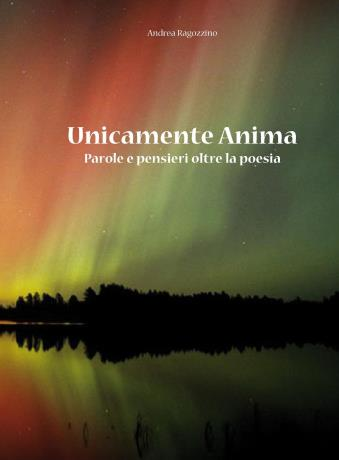 Andrea Ragozzino
Unicamente Anima
Parole e pensieri oltre la poesia